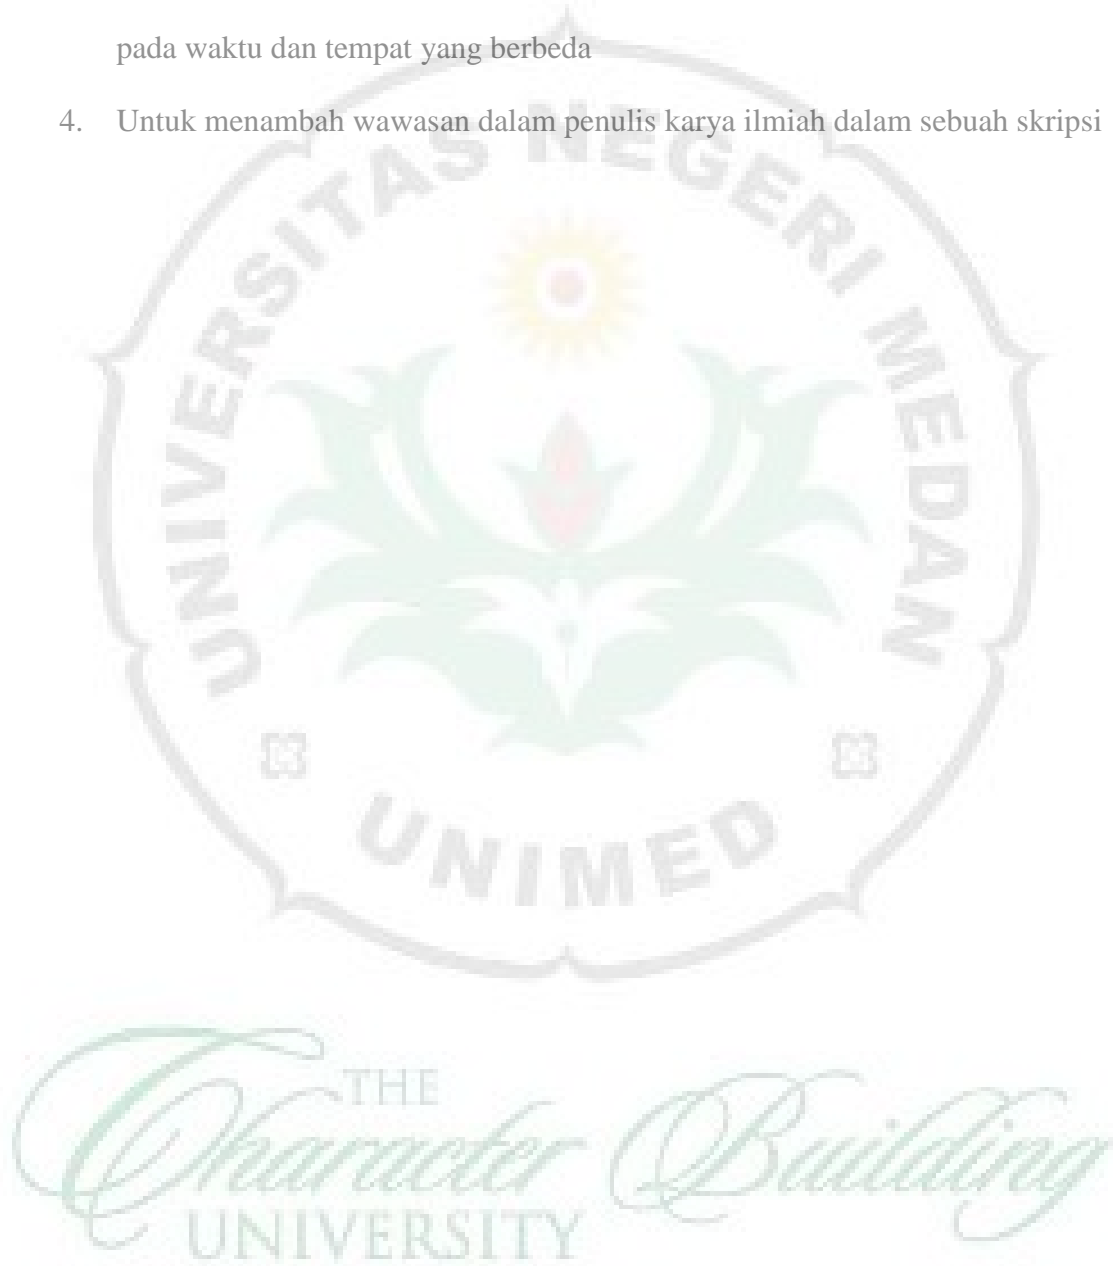 pada waktu dan tempat yang berbeda
4. Untuk menambah wawasan dalam penulis karya ilmiah dalam sebuah skripsi
UNIVERSITAS NEGERI MEDAN
UNIMED
THE
Character Building
UNIVERSITY